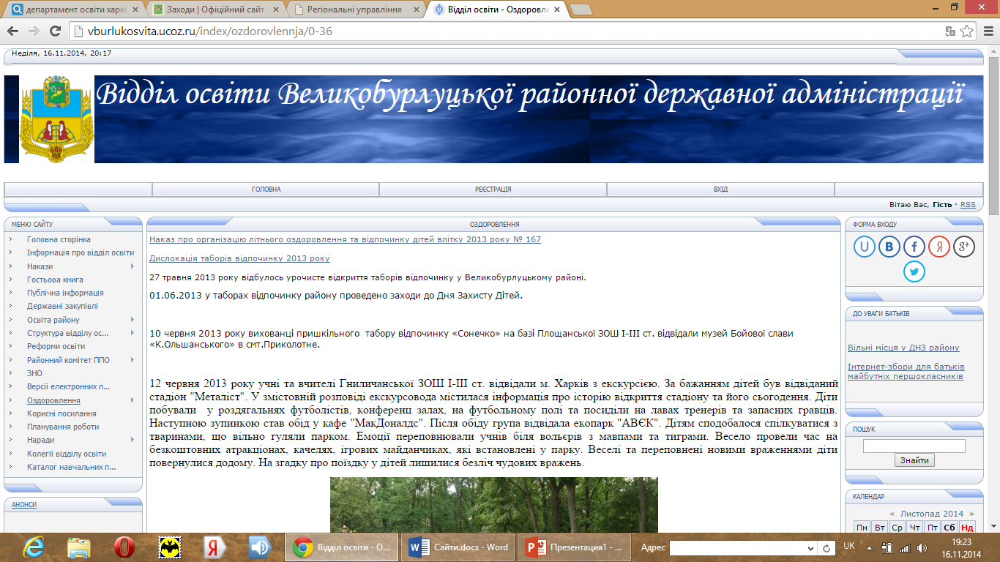 департамент освіти харкі
Заходи | Офіційний сайт
Регіональні управління -
Відділ освіти - Оздоровле
vburlukosvita.ucoz.ru/index/ozdorovlennja/0-36
Неділя, 16.11.2014, 20:17
Відділ освіти Великобурлуцької районної державної адміністрації
ГОЛОВНА
РЕЄСТРАЦІЯ
ВХІД
Вітаю Вас, Гість · RSS
МЕНЮ САЙТУ
Головна сторінка
Інформація про відділ освіти
Накази
Гостьова книга
Публічна інформація
Державні закупівлі
Освіта району
Структура відділу ос...
Реформи освіти
Районний комітет ППО
ЗНО
Версії електронних п...
Оздоровлення
Корисні посилання
Планування роботи
Наради
Колегії відділу освіти
Каталог навчальних п...
АНОНСИ
ОЗДОРОВЛЕННЯ
Наказ про організацію літнього оздоровлення та відпочинку дітей влітку 2013 року № 167
Дислокація таборів відпочинку 2013 року
27 травня 2013 року відбулось урочисте відкриття таборів відпочинку у Великобурлуцькому районі.
01.06.2013 у таборах відпочинку району проведено заходи до Дня Захисту Дітей.
10 червня 2013 року вихованці пришкільного табору відпочинку «Сонечко» на базі Площанської ЗОШ І-ІІІ ст. відвідали музей Бойової слави
«К.Ольшанського» в смт.Приколотне.
12 червня 2013 року учні та вчителі Гниличанської ЗОШ І-ІІІ ст. відвідали м. Харків з екскурсією. За бажанням дітей був відвіданий
стадіон "Металіст". У змістовній розповіді екскурсовода містилася інформація про історію відкриття стадіону та його сьогодення. Діти
побували у роздягальнях футболістів, конференц залах, на футбольному полі та посиділи на лавах тренерів та запасних гравців.
Наступною зупинкою став обід у кафе "МакДоналдс". Після обіду група відвідала екопарк "АВЄК". Дітям сподобалося спілкуватися з
тваринами, що вільно гуляли парком. Емоції переповнювали учнів біля вольєрів з мавпами та тиграми. Весело провели час на
безкоштовних атракціонах, качелях, ігрових майданчиках, які встановлені у парку. Веселі та переповнені новими враженнями діти
повернулися додому. На згадку про поїздку у дітей лишилися безліч чудових вражень.
ФОРМА ВХОДУ
ДО УВАГИ БАТЬКІВ
Вільні місця у ДНЗ району
Інтернет-збори для батьків
майбутніх першокласників
ПОШУК
Знайти
КАЛЕНДАР
« Листопад 2014 »
Пн Вт Ср Чт Пт Сб Нд
Відділ освіти - О...
Сайти.docx - Word
Презентация1 - ...
Адрес
UK
19:23
16.11.2014